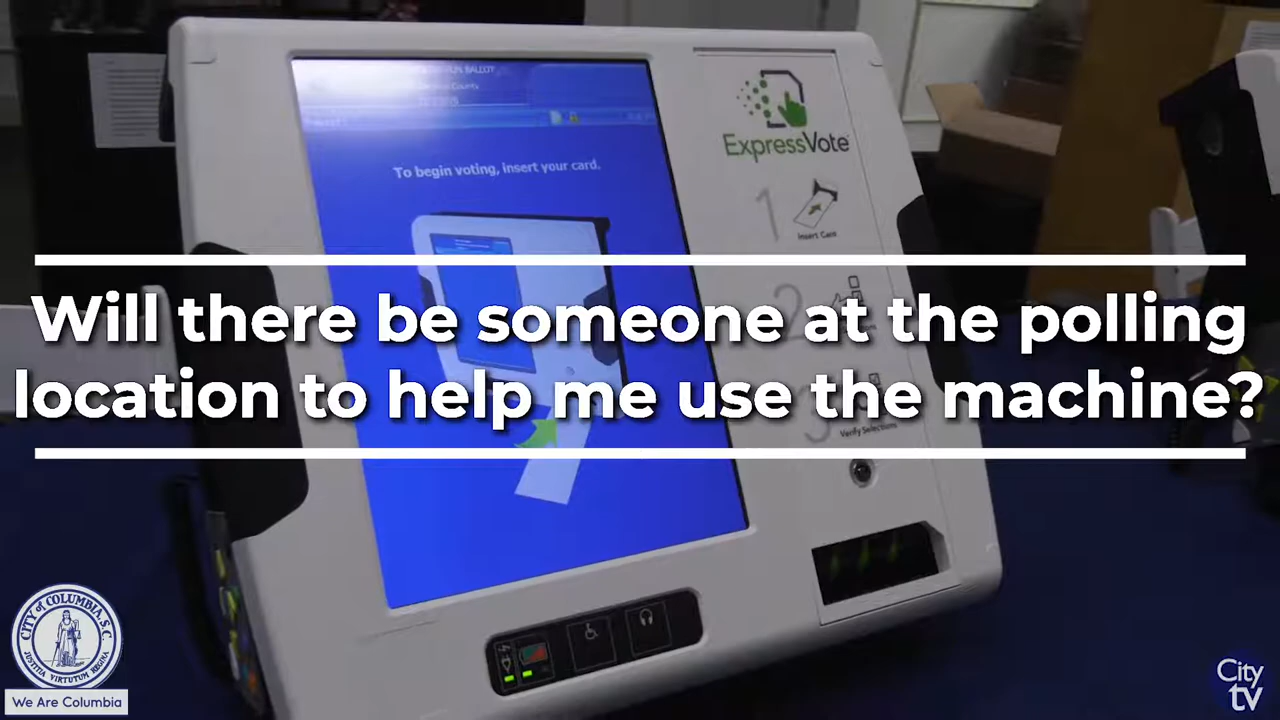 To begin voting, insert your card.
ExpressVote
1
Insert Card
2
3
Verify Selections
Will there be someone at the polling
location to help me use the machine?
CITY of COLUMBIA, S.C.
JUSTITIA VIRTUTUM REGINA
We Are Columbia
City
tv